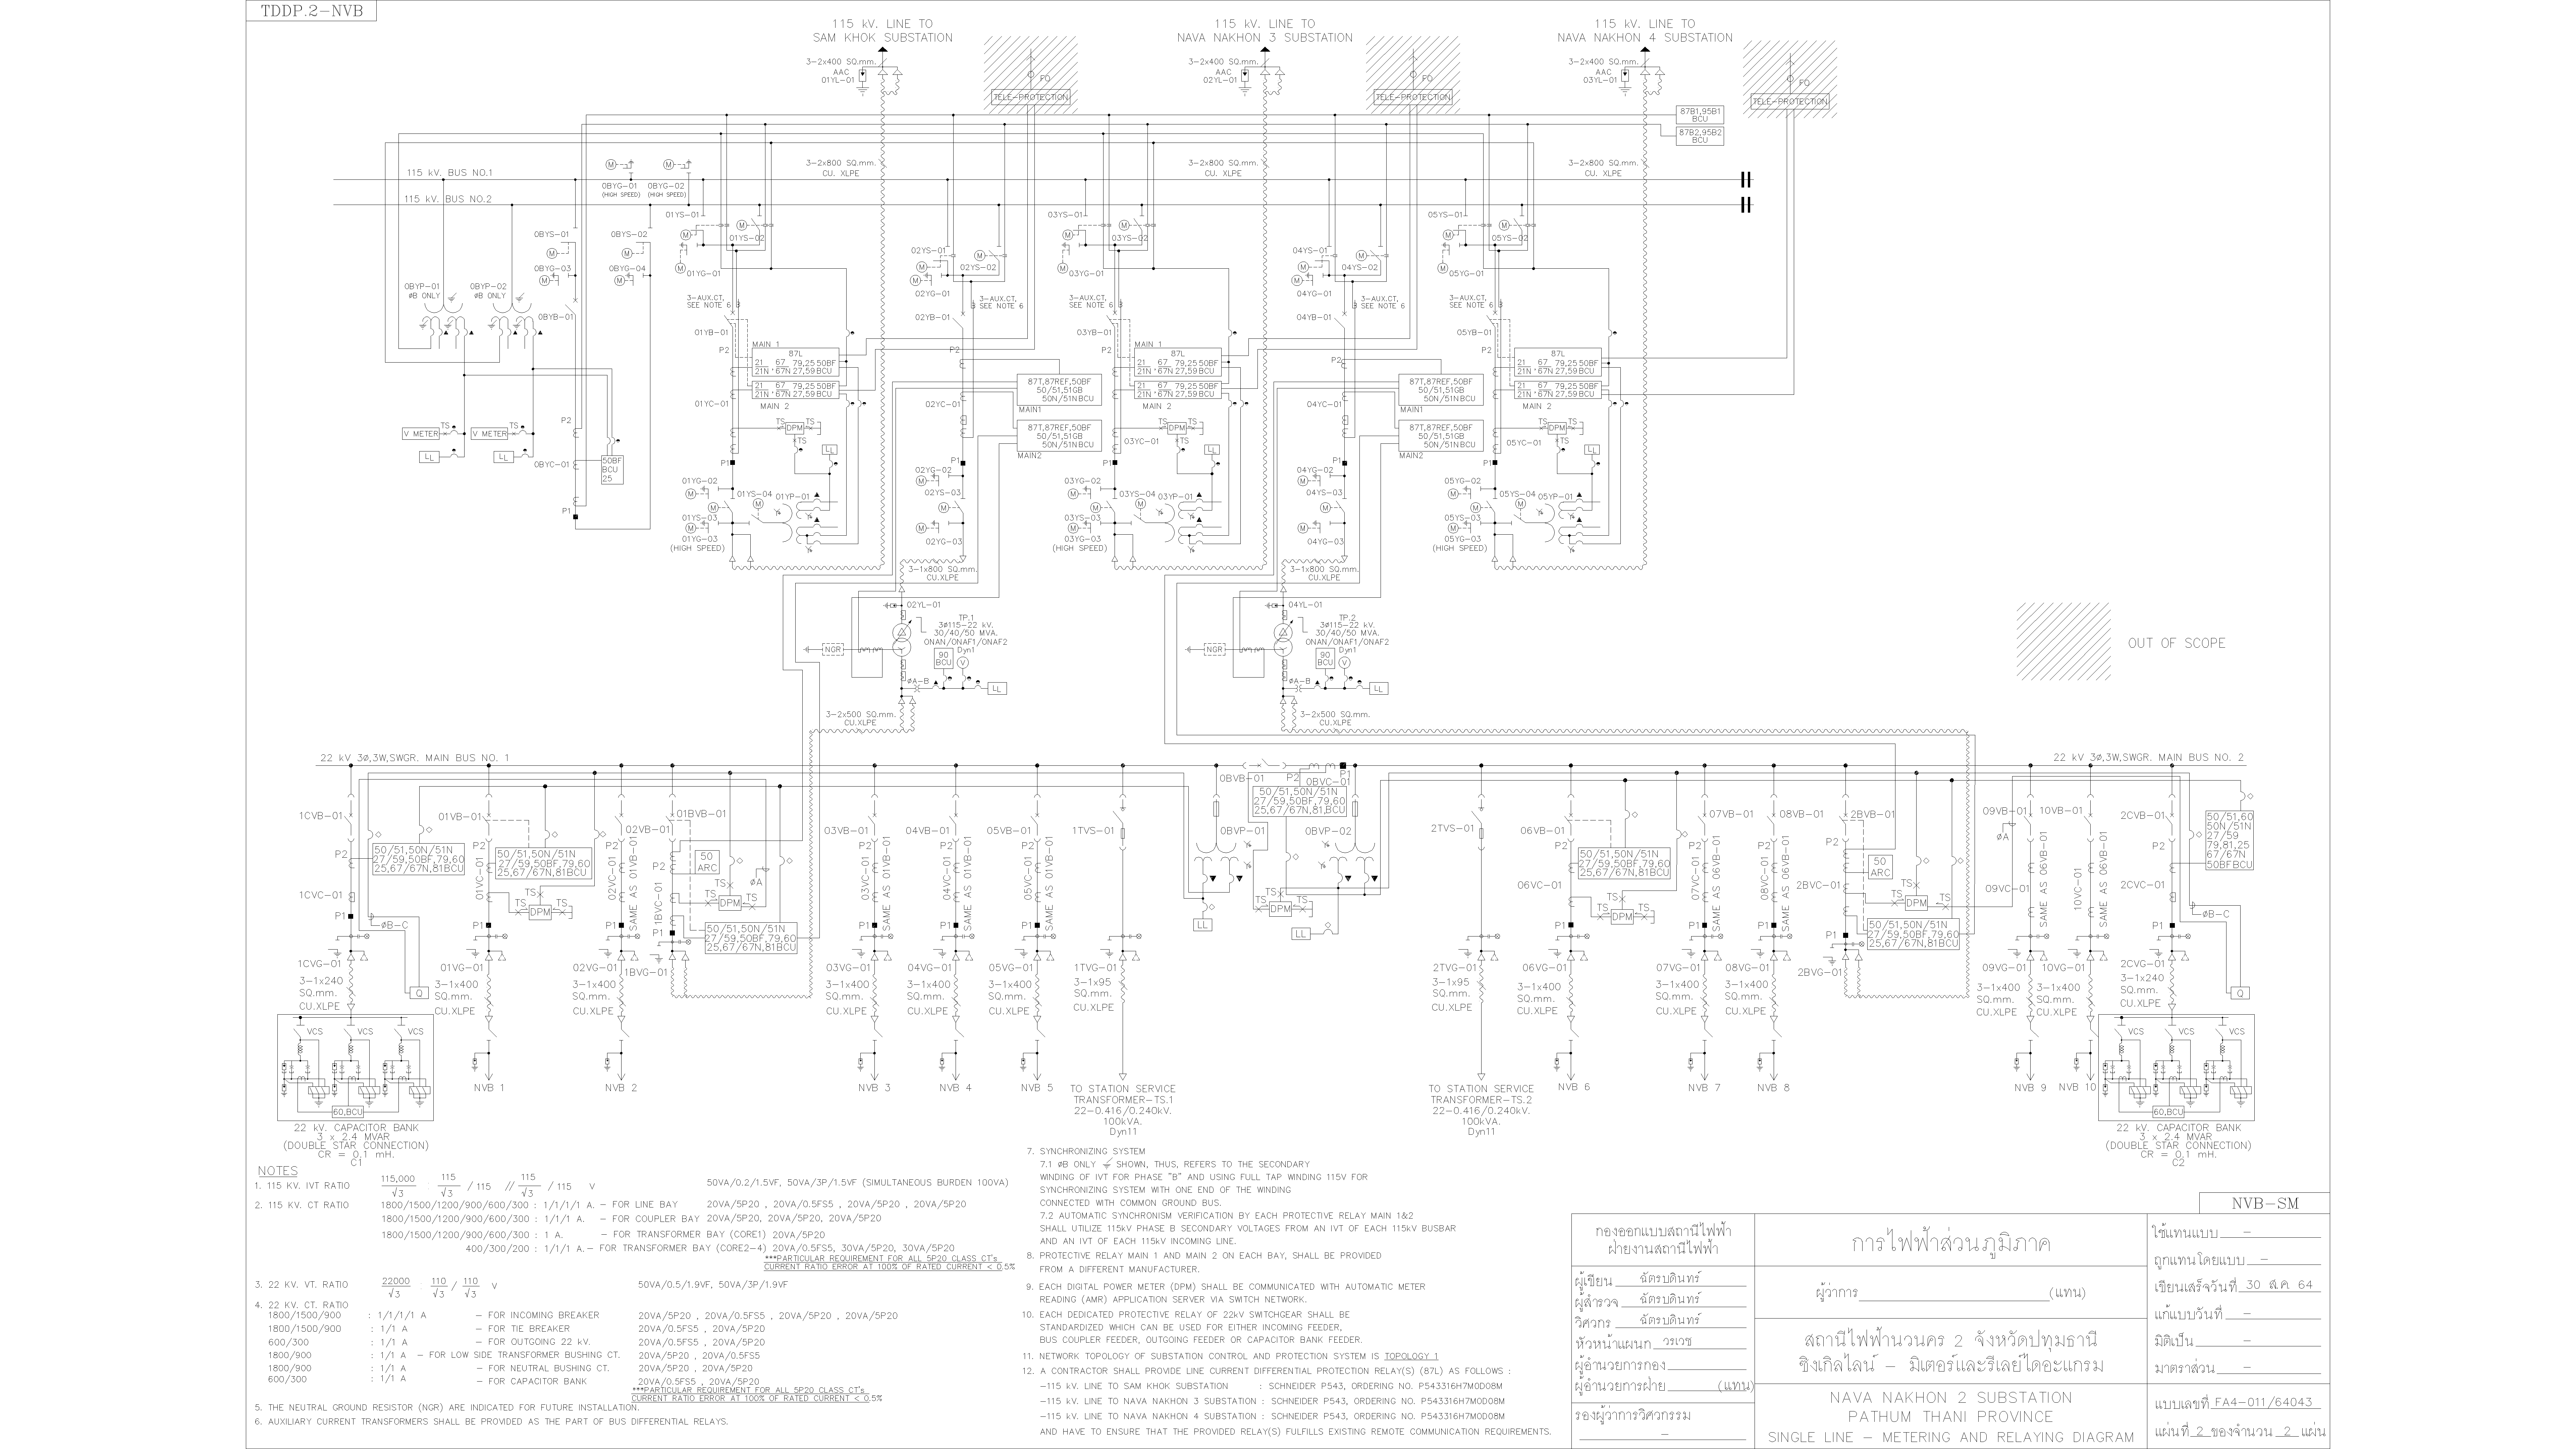 TDDP.2-NVB
115 kV. LINE TO
SAM KHOK SUBSTATION
115 kV. LINE TO
NAVA NAKHON 3 SUBSTATION
115 kV. LINE TO
NAVA NAKHON 4 SUBSTATION
3-2x400 SQ.mm.
AAC
01YL-01
FO
TELE-PROTECTION
3-2x400 SQ.mm.
AAC
02YL-01
FO
TELE-PROTECTION
3-2x400 SQ.mm.
AAC
03YL-01
FO
TELE-PROTECTION
87B1,95B1
BCU
87B2,95B2
BCU
3-2x800 SQ.mm.
CU. XLPE
3-2x800 SQ.mm.
CU. XLPE
3-2x800 SQ.mm.
CU. XLPE
115 kV. BUS NO.1
115 kV. BUS NO.2
0BYG-01
(HIGH SPEED)
0BYG-02
(HIGH SPEED)
0BYS-01
0BYS-02
0BYG-03
0BYG-04
0BYP-01
ØB ONLY
0BYP-02
ØB ONLY
0BYB-01
P2
0BYC-01
P1
V METER
TS
V METER
TS
LL
LL
50BF
BCU
25
01YS-01
01YS-02
01YG-01
3-AUX.CT,
SEE NOTE 6
01YB-01
P2
MAIN 1
87L
21 67 79,25 50BF
21N 67N 27,59 BCU
21 67 79,25 50BF
21N 67N 27,59 BCU
MAIN 2
01YC-01
TS
DPM
TS
TS
LL
P1
01YG-02
01YS-04
01YP-01
01YS-03
01YG-03
(HIGH SPEED)
02YS-01
02YS-02
02YG-01
3-AUX.CT,
SEE NOTE 6
02YB-01
P2
87T,87REF,50BF
50/51,51GB
50N/51N BCU
MAIN1
87T,87REF,50BF
50/51,51GB
50N/51N BCU
MAIN2
02YC-01
P1
02YG-02
02YS-03
02YG-03
3-1x800 SQ.mm.
CU.XLPE
03YS-01
03YS-02
03YG-01
3-AUX.CT,
SEE NOTE 6
03YB-01
P2
MAIN 1
87L
21 67 79,25 50BF
21N 67N 27,59 BCU
21 67 79,25 50BF
21N 67N 27,59 BCU
MAIN 2
03YC-01
TS
DPM
TS
TS
LL
P1
03YG-02
03YS-04
03YP-01
03YS-03
03YG-03
(HIGH SPEED)
04YS-01
04YS-02
04YG-01
3-AUX.CT,
SEE NOTE 6
04YB-01
P2
87T,87REF,50BF
50/51,51GB
50N/51N BCU
MAIN1
87T,87REF,50BF
50/51,51GB
50N/51N BCU
MAIN2
04YC-01
P1
04YG-02
04YS-03
04YG-03
3-1x800 SQ.mm.
CU.XLPE
05YS-01
05YS-02
05YG-01
3-AUX.CT,
SEE NOTE 6
05YB-01
P2
87L
21 67 79,25 50BF
21N 67N 27,59 BCU
21 67 79,25 50BF
21N 67N 27,59 BCU
MAIN 2
05YC-01
TS
DPM
TS
TS
LL
P1
05YG-02
05YS-04
05YP-01
05YS-03
05YG-03
(HIGH SPEED)
02YL-01
TP.1
3Ø115-22 kV.
30/40/50 MVA.
ONAN/ONAF1/ONAF2
Dyn1
NGR
90
BCU
V
ØA-B
LL
3-2x500 SQ.mm.
CU.XLPE
04YL-01
TP.2
3Ø115-22 kV.
30/40/50 MVA.
ONAN/ONAF1/ONAF2
Dyn1
NGR
90
BCU
V
ØA-B
LL
3-2x500 SQ.mm.
CU.XLPE
OUT OF SCOPE
22 kV 3Ø,3W,SWGR. MAIN BUS NO. 1
22 kV 3Ø,3W,SWGR. MAIN BUS NO. 2
1CVB-01
P2
50/51,50N/51N
27/59,50BF,79,60
25,67/67N,81BCU
1CVC-01
P1
ØB-C
1CVG-01
3-1x240
SQ.mm.
CU.XLPE
Q
VCS
VCS
VCS
60,BCU
22 kV. CAPACITOR BANK
3 x 2.4 MVAR
(DOUBLE STAR CONNECTION)
CR = 0.1 mH.
C1
01VB-01
P2
50/51,50N/51N
27/59,50BF,79,60
25,67/67N,81BCU
01VC-01
TS
DPM
TS
TS
P1
01VG-01
3-1x400
SQ.mm.
CU.XLPE
NVB 1
02VB-01
P2
02VC-01
SAME AS 01VB-01
P1
02VG-01
3-1x400
SQ.mm.
CU.XLPE
NVB 2
01BVB-01
P2
50
ARC
1BVC-01
TS
ØA
TS
DPM
TS
P1
50/51,50N/51N
27/59,50BF,79,60
25,67/67N,81BCU
1BVG-01
03VB-01
P2
03VC-01
SAME AS 01VB-01
P1
03VG-01
3-1x400
SQ.mm.
CU.XLPE
NVB 3
04VB-01
P2
04VC-01
SAME AS 01VB-01
P1
04VG-01
3-1x400
SQ.mm.
CU.XLPE
NVB 4
05VB-01
P2
05VC-01
SAME AS 01VB-01
P1
05VG-01
3-1x400
SQ.mm.
CU.XLPE
NVB 5
1TVS-01
1TVG-01
3-1x95
SQ.mm.
CU.XLPE
TO STATION SERVICE
TRANSFORMER-TS.1
22-0.416/0.240kV.
100kVA.
Dyn11
0BVB-01
P2
P1
0BVC-01
50/51,50N/51N
27/59,50BF,79,60
25,67/67N,81,BCU
0BVP-01
0BVP-02
TS
TS
DPM
TS
LL
LL
2TVS-01
2TVG-01
3-1x95
SQ.mm.
CU.XLPE
TO STATION SERVICE
TRANSFORMER-TS.2
22-0.416/0.240kV.
100kVA.
Dyn11
06VB-01
P2
50/51,50N/51N
27/59,50BF,79,60
25,67/67N,81BCU
06VC-01
TS
TS
DPM
TS
P1
06VG-01
3-1x400
SQ.mm.
CU.XLPE
NVB 6
07VB-01
P2
07VC-01
SAME AS 06VB-01
P1
07VG-01
3-1x400
SQ.mm.
CU.XLPE
NVB 7
08VB-01
P2
08VC-01
SAME AS 06VB-01
P1
08VG-01
3-1x400
SQ.mm.
CU.XLPE
NVB 8
2BVB-01
P2
50
ARC
2BVC-01
TS
TS
DPM
TS
50/51,50N/51N
27/59,50BF,79,60
25,67/67N,81BCU
P1
2BVG-01
09VB-01
ØA
P2
09VC-01
SAME AS 06VB-01
P1
09VG-01
3-1x400
SQ.mm.
CU.XLPE
NVB 9
10VB-01
10VC-01
SAME AS 06VB-01
10VG-01
3-1x400
SQ.mm.
CU.XLPE
NVB 10
2CVB-01
P2
50/51,60
50N/51N
27/59
79,81,25
67/67N
50BF BCU
2CVC-01
P1
ØB-C
2CVG-01
3-1x240
SQ.mm.
CU.XLPE
Q
VCS
VCS
VCS
60,BCU
22 kV. CAPACITOR BANK
3 x 2.4 MVAR
(DOUBLE STAR CONNECTION)
CR = 0.1 mH.
C2
NOTES
1. 115 KV. IVT RATIO 115,000/√3 : 115/√3 / 115 // 115/√3 / 115 V 50VA/0.2/1.5VF, 50VA/3P/1.5VF (SIMULTANEOUS BURDEN 100VA)
2. 115 KV. CT RATIO 1800/1500/1200/900/600/300 : 1/1/1/1 A. - FOR LINE BAY 20VA/5P20 , 20VA/0.5FS5 , 20VA/5P20 , 20VA/5P20
1800/1500/1200/900/600/300 : 1/1/1 A. - FOR COUPLER BAY 20VA/5P20, 20VA/5P20, 20VA/5P20
1800/1500/1200/900/600/300 : 1 A. - FOR TRANSFORMER BAY (CORE1) 20VA/5P20
400/300/200 : 1/1/1 A. - FOR TRANSFORMER BAY (CORE2-4) 20VA/0.5FS5, 30VA/5P20, 30VA/5P20
***PARTICULAR REQUIREMENT FOR ALL 5P20 CLASS CT's
CURRENT RATIO ERROR AT 100% OF RATED CURRENT < 0.5%
3. 22 KV. VT. RATIO 22000/√3 : 110/√3 / 110/√3 V 50VA/0.5/1.9VF, 50VA/3P/1.9VF
4. 22 KV. CT. RATIO
1800/1500/900 : 1/1/1/1 A - FOR INCOMING BREAKER 20VA/5P20 , 20VA/0.5FS5 , 20VA/5P20 , 20VA/5P20
1800/1500/900 : 1/1 A - FOR TIE BREAKER 20VA/0.5FS5 , 20VA/5P20
600/300 : 1/1 A - FOR OUTGOING 22 kV. 20VA/0.5FS5 , 20VA/5P20
1800/900 : 1/1 A - FOR LOW SIDE TRANSFORMER BUSHING CT. 20VA/5P20 , 20VA/0.5FS5
1800/900 : 1/1 A - FOR NEUTRAL BUSHING CT. 20VA/5P20 , 20VA/5P20
600/300 : 1/1 A - FOR CAPACITOR BANK 20VA/0.5FS5 , 20VA/5P20
***PARTICULAR REQUIREMENT FOR ALL 5P20 CLASS CT's
CURRENT RATIO ERROR AT 100% OF RATED CURRENT < 0.5%
5. THE NEUTRAL GROUND RESISTOR (NGR) ARE INDICATED FOR FUTURE INSTALLATION.
6. AUXILIARY CURRENT TRANSFORMERS SHALL BE PROVIDED AS THE PART OF BUS DIFFERENTIAL RELAYS.
7. SYNCHRONIZING SYSTEM
7.1 ØB ONLY SHOWN, THUS, REFERS TO THE SECONDARY
WINDING OF IVT FOR PHASE "B" AND USING FULL TAP WINDING 115V FOR
SYNCHRONIZING SYSTEM WITH ONE END OF THE WINDING
CONNECTED WITH COMMON GROUND BUS.
7.2 AUTOMATIC SYNCHRONISM VERIFICATION BY EACH PROTECTIVE RELAY MAIN 1&2
SHALL UTILIZE 115kV PHASE B SECONDARY VOLTAGES FROM AN IVT OF EACH 115kV BUSBAR
AND AN IVT OF EACH 115kV INCOMING LINE.
8. PROTECTIVE RELAY MAIN 1 AND MAIN 2 ON EACH BAY, SHALL BE PROVIDED
FROM A DIFFERENT MANUFACTURER.
9. EACH DIGITAL POWER METER (DPM) SHALL BE COMMUNICATED WITH AUTOMATIC METER
READING (AMR) APPLICATION SERVER VIA SWITCH NETWORK.
10. EACH DEDICATED PROTECTIVE RELAY OF 22kV SWITCHGEAR SHALL BE
STANDARDIZED WHICH CAN BE USED FOR EITHER INCOMING FEEDER,
BUS COUPLER FEEDER, OUTGOING FEEDER OR CAPACITOR BANK FEEDER.
11. NETWORK TOPOLOGY OF SUBSTATION CONTROL AND PROTECTION SYSTEM IS TOPOLOGY 1
12. A CONTRACTOR SHALL PROVIDE LINE CURRENT DIFFERENTIAL PROTECTION RELAY(S) (87L) AS FOLLOWS :
-115 kV. LINE TO SAM KHOK SUBSTATION : SCHNEIDER P543, ORDERING NO. P543316H7M0D08M
-115 kV. LINE TO NAVA NAKHON 3 SUBSTATION : SCHNEIDER P543, ORDERING NO. P543316H7M0D08M
-115 kV. LINE TO NAVA NAKHON 4 SUBSTATION : SCHNEIDER P543, ORDERING NO. P543316H7M0D08M
AND HAVE TO ENSURE THAT THE PROVIDED RELAY(S) FULFILLS EXISTING REMOTE COMMUNICATION REQUIREMENTS.
NVB-SM
กองออกแบบสถานีไฟฟ้า
ฝ่ายงานสถานีไฟฟ้า
ผู้เขียน ฉัตรบดินทร์
ผู้สำรวจ ฉัตรบดินทร์
วิศวกร ฉัตรบดินทร์
หัวหน้าแผนก วรเวช
ผู้อำนวยการกอง
ผู้อำนวยการฝ่าย (แทน)
รองผู้ว่าการวิศวกรรม
-
การไฟฟ้าส่วนภูมิภาค
ผู้ว่าการ (แทน)
สถานีไฟฟ้านวนคร 2 จังหวัดปทุมธานี
ซิงเกิลไลน์ - มิเตอร์และรีเลย์ไดอะแกรม
NAVA NAKHON 2 SUBSTATION
PATHUM THANI PROVINCE
SINGLE LINE - METERING AND RELAYING DIAGRAM
ใช้แทนแบบ -
ถูกแทนโดยแบบ -
เขียนเสร็จวันที่ 30 ส.ค. 64
แก้แบบวันที่ -
มิติเป็น -
มาตราส่วน -
แบบเลขที่ FA4-011/64043
แผ่นที่ 2 ของจำนวน 2 แผ่น